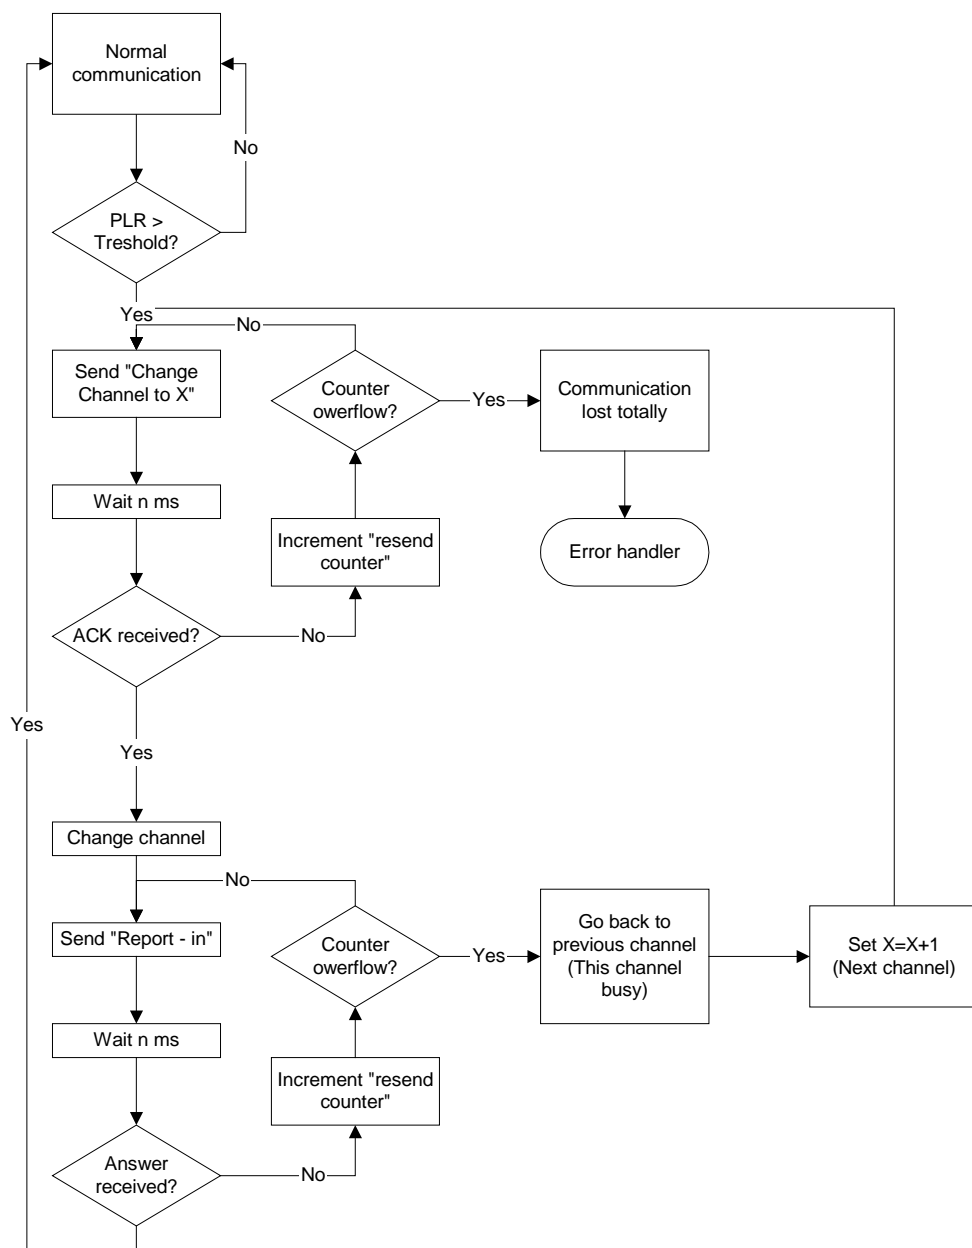 Normal
communication
No
PLR >
Treshold?
Yes
No
Send "Change
Channel to X"
Counter
owerflow?
Yes
Communication
lost totally
Wait n ms
Increment "resend
counter"
Error handler
ACK received?
No
Yes
Yes
Change channel
No
Send "Report - in"
Counter
owerflow?
Yes
Go back to
previous channel
(This channel
busy)
Set X=X+1
(Next channel)
Wait n ms
Increment "resend
counter"
Answer
received?
No